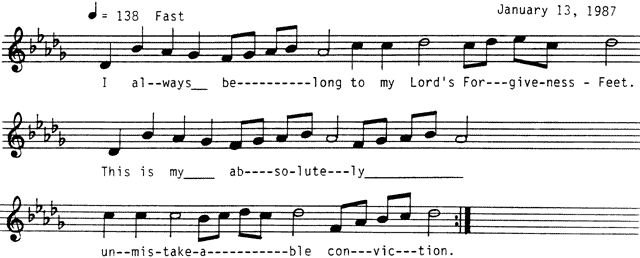 ♩= 138 Fast
January 13, 1987
I al--ways__ be----------long to my Lord's For---give-ness - Feet.
This is my____ ab----so-lute---ly____________
un--mis-take-a-----------ble con---vic---tion.